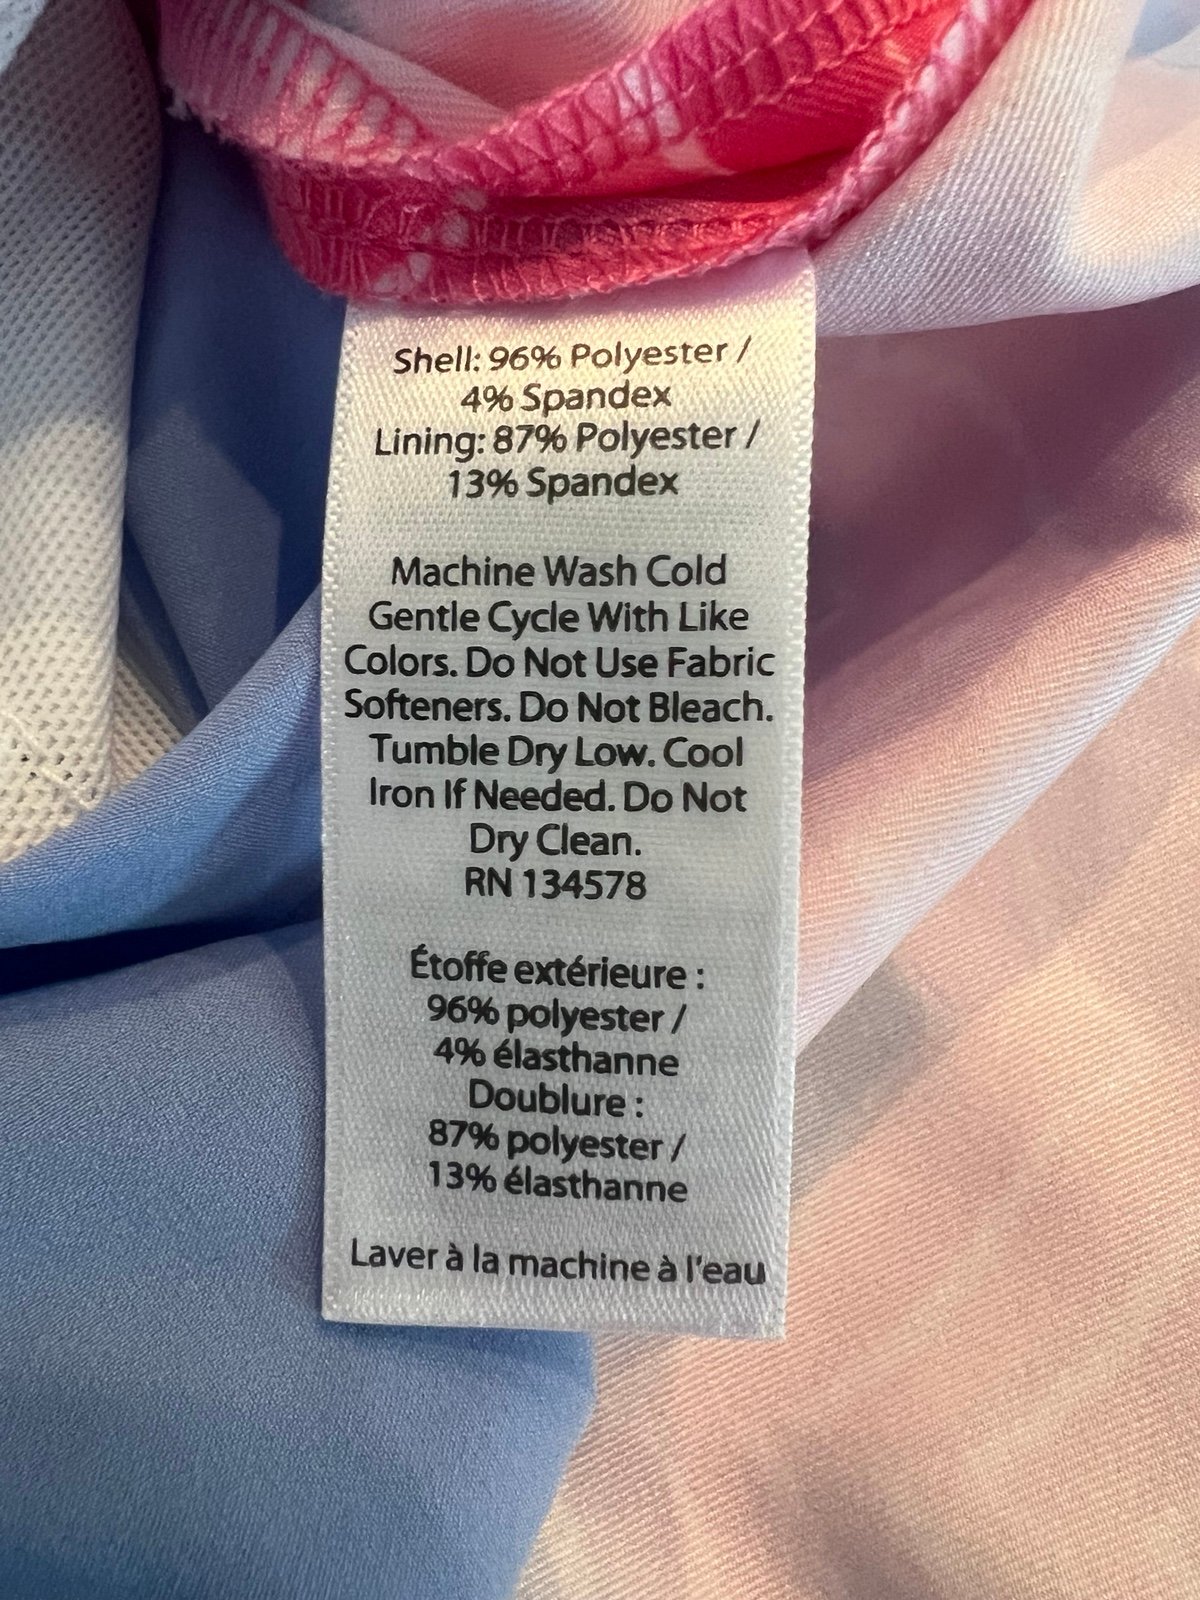 Shell: 96% Polyester /
4% Spandex
Lining: 87% Polyester /
13% Spandex
Machine Wash Cold
Gentle Cycle With Like
Colors. Do Not Use Fabric
Softeners. Do Not Bleach.
Tumble Dry Low. Cool
Iron If Needed. Do Not
Dry Clean.
RN 134578
Étoffe extérieure :
96% polyester /
4% élasthanne
Doublure :
87% polyester /
13% élasthanne
Laver à la machine à l'eau